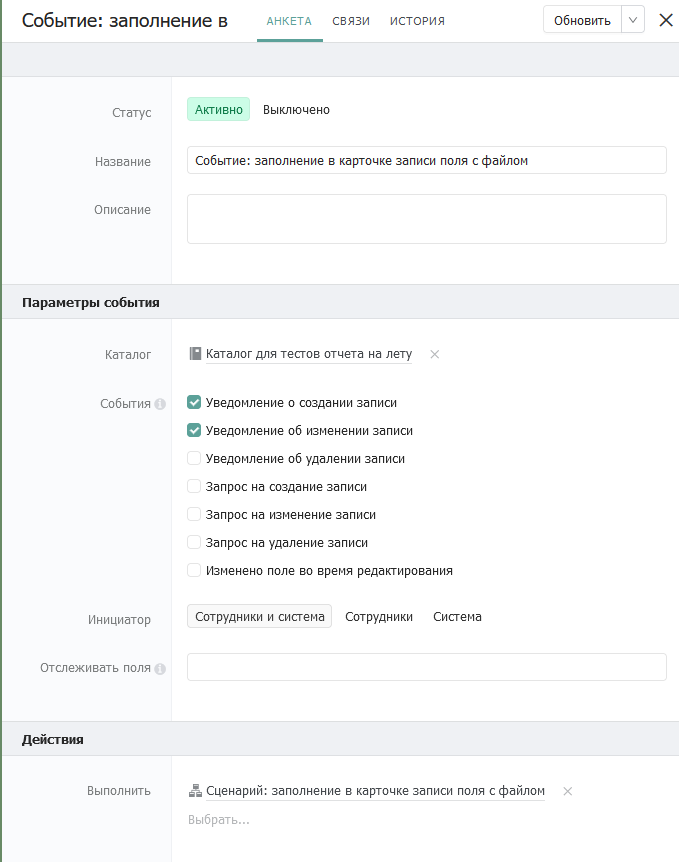 Событие: заполнение в АНКЕТА СВЯЗИ ИСТОРИЯ Обновить
Статус Активно Выключено
Название Событие: заполнение в карточке записи поля с файлом
Описание
Параметры события
Каталог Каталог для тестов отчета на лету
События Уведомление о создании записи
Уведомление об изменении записи
Уведомление об удалении записи
Запрос на создание записи
Запрос на изменение записи
Запрос на удаление записи
Изменено поле во время редактирования
Инициатор Сотрудники и система Сотрудники Система
Отслеживать поля
Действия
Выполнить Сценарий: заполнение в карточке записи поля с файлом
Выбрать...